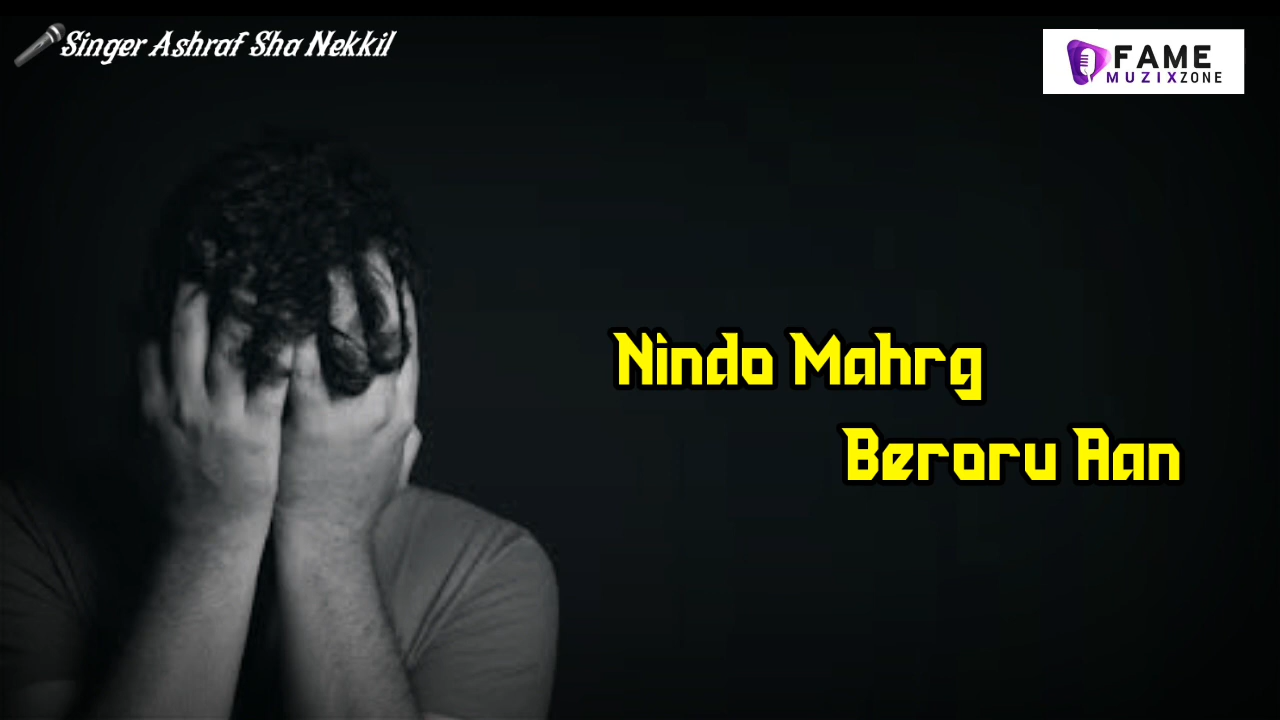 Singer Ashraf Sha Nekkil
FAME
MUZIXZONE
Nindo Mahrg
Beroru Aan